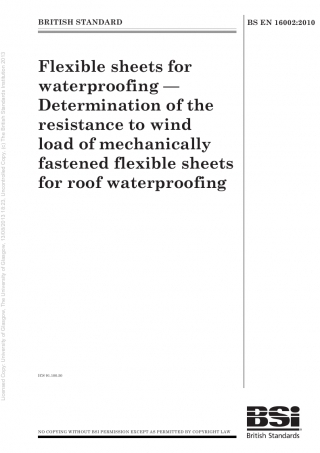 BRITISH STANDARD
BS EN 16002:2010
Flexible sheets for
waterproofing —
Determination of the
resistance to wind
load of mechanically
fastened flexible sheets
for roof waterproofing
ICS 91.100.50
NO COPYING WITHOUT BSI PERMISSION EXCEPT AS PERMITTED BY COPYRIGHT LAW
BSi
British Standards
Licensed Copy: The University of Glasgow, The University of Glasgow, 13/09/2010 15:23, Uncontrolled Copy, (c) The British Standards Institution 2010